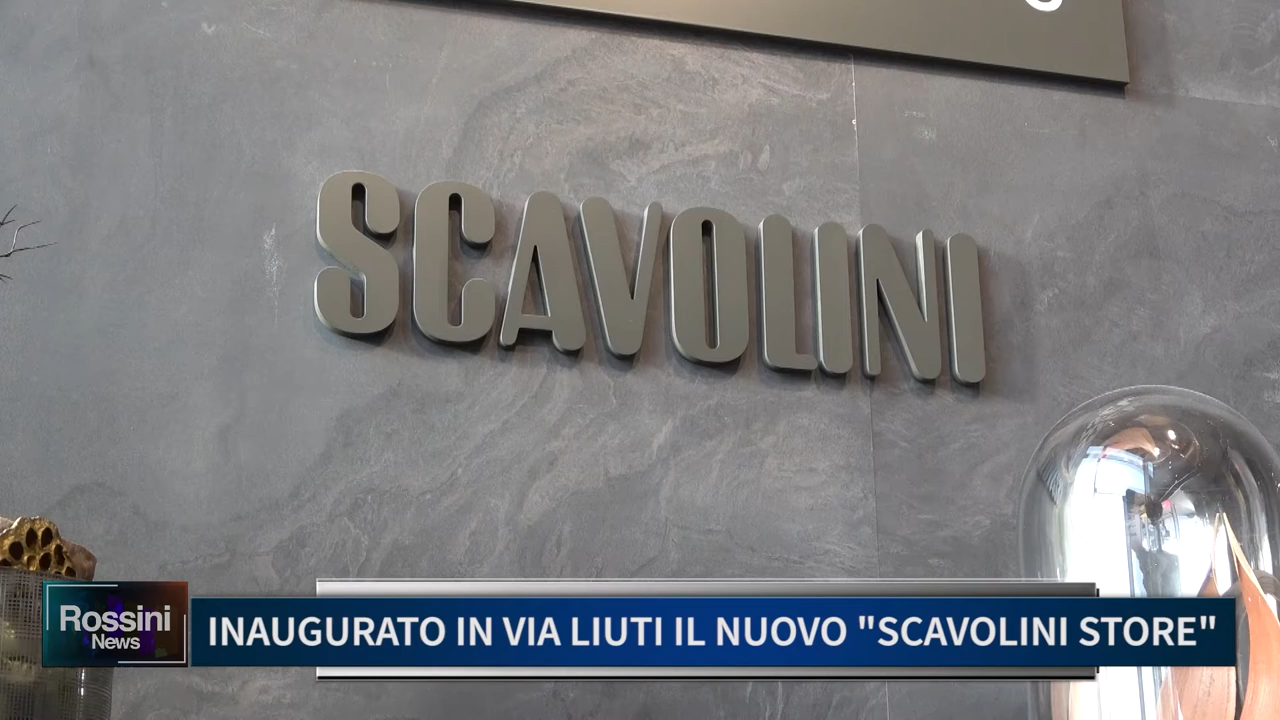 SCAVOLINI
Rossini
News
INAUGURATO IN VIA LIUTI IL NUOVO "SCAVOLINI STORE"